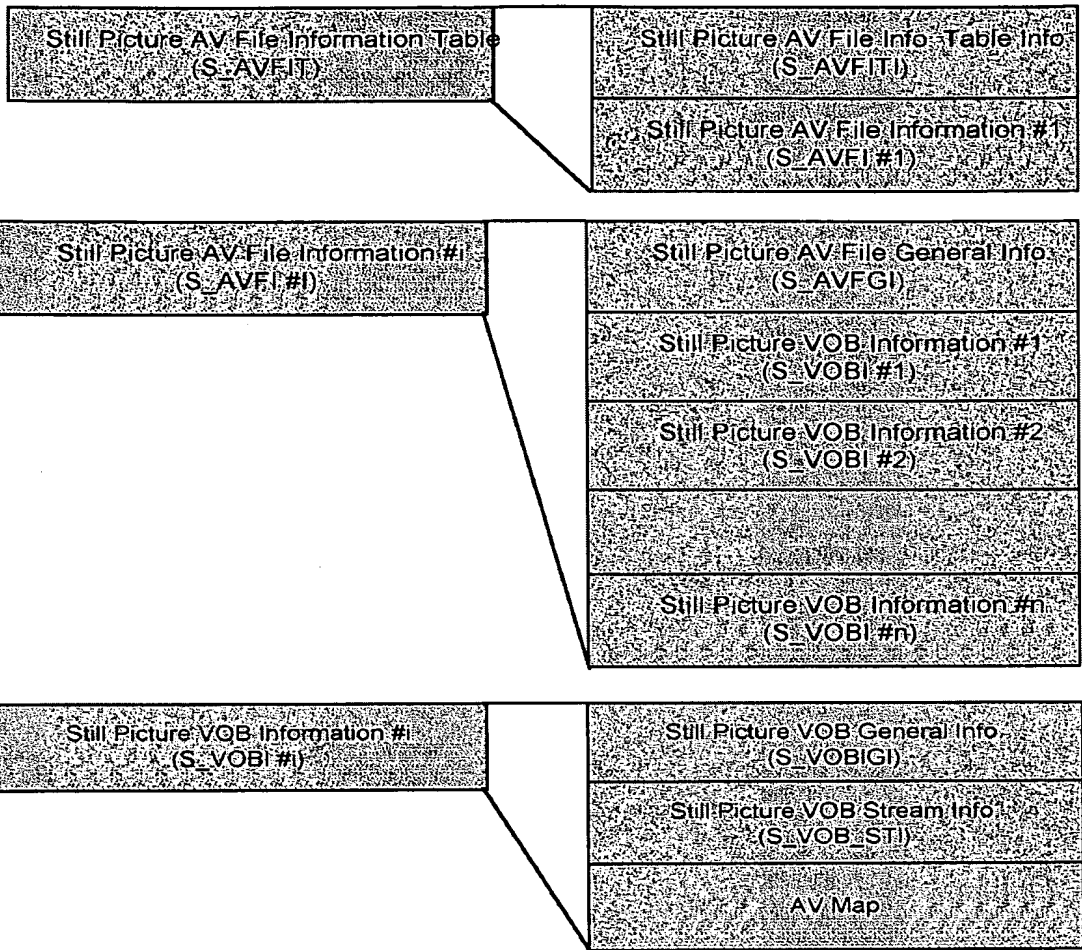 Still Picture AV File Information Table
(S_AVFIT)
Still Picture AV File Info. Table Info
(S_AVFITI)
Still Picture AV File Information #1
(S_AVFI #1)
Still Picture AV File Information #i
(S_AVFI #i)
Still Picture AV File General Info.
(S_AVFGI)
Still Picture VOB Information #1
(S_VOBI #1)
Still Picture VOB Information #2
(S_VOBI #2)
Still Picture VOB Information #n
(S_VOBI #n)
Still Picture VOB Information #i
(S_VOBI #i)
Still Picture VOB General Info.
(S_VOBIGI)
Still Picture VOB Stream Info.
(S_VOB_STI)
AV Map